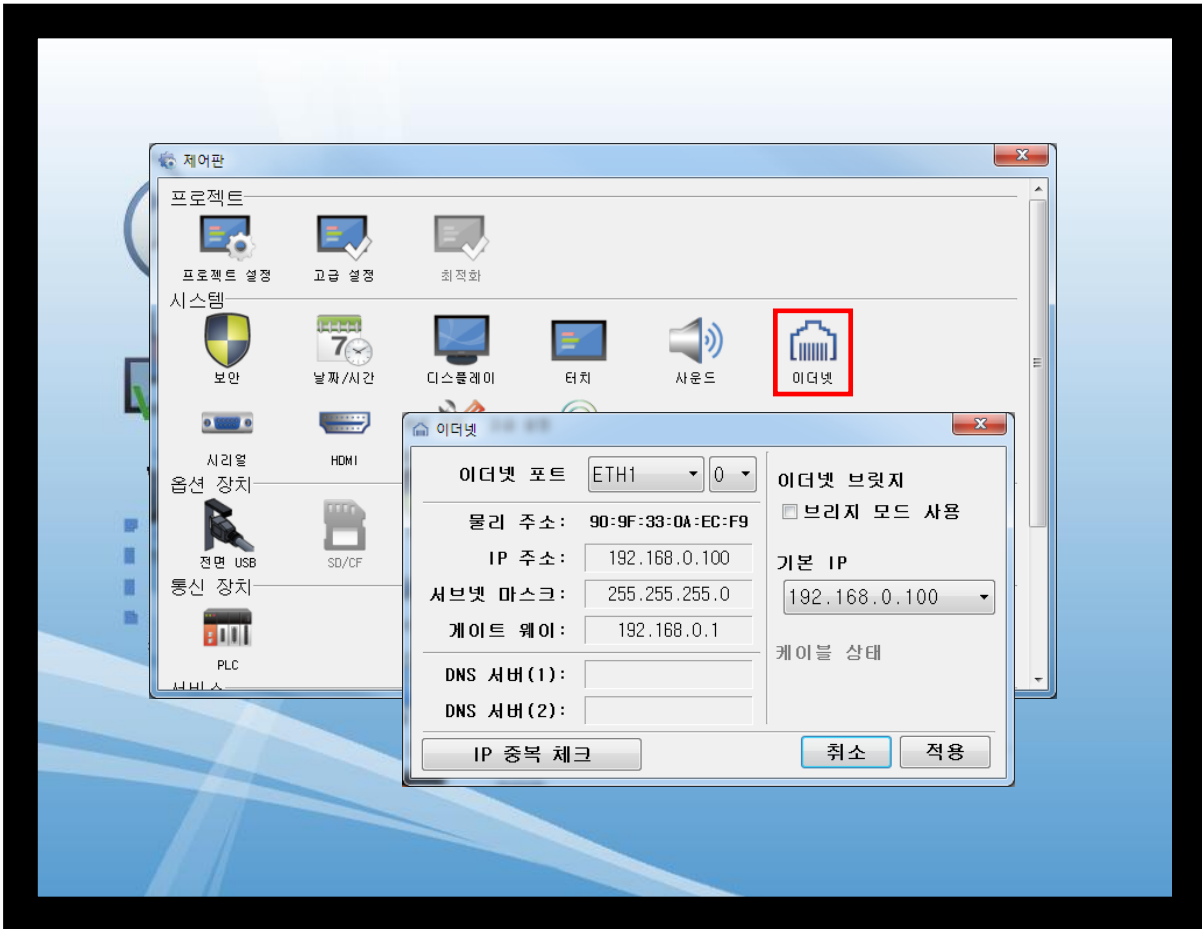 제어판
프로젝트
프로젝트 설정 고급 설정 최적화
시스템
보안 날짜/시간 디스플레이 터치 사운드 이더넷
7
시리얼 HDMI
옵션 장치
전면 USB SD/CF
통신 장치
PLC
서비스
이더넷
이더넷 포트 ETH1 0
물리 주소: 90:9F:33:0A:EC:F9
IP 주소: 192.168.0.100
서브넷 마스크: 255.255.255.0
게이트 웨이: 192.168.0.1
DNS 서버(1):
DNS 서버(2):
이더넷 브릿지
브리지 모드 사용
기본 IP
192.168.0.100
케이블 상태
IP 중복 체크 취소 적용